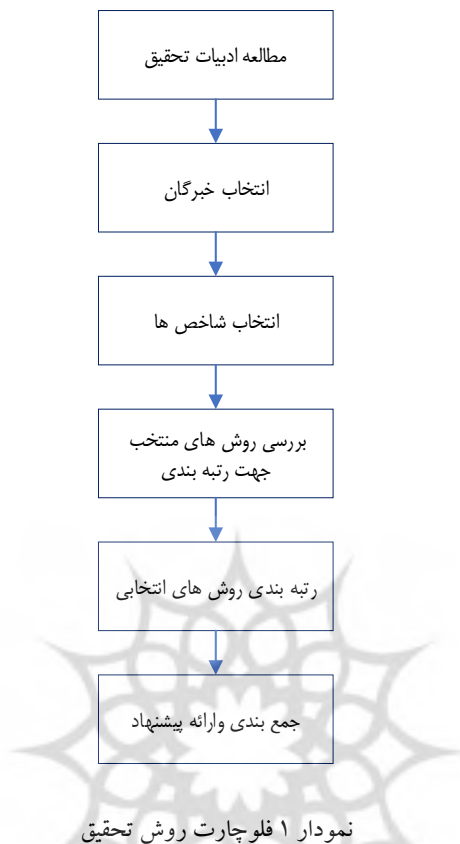 مطالعه ادبیات تحقیق
انتخاب خبرگان
انتخاب شاخص ها
بررسی روش های منتخب
جهت رتبه بندی
رتبه بندی روش های انتخابی
جمع بندی وارائه پیشنهاد
نمودار ۱ فلوچارت روش تحقیق